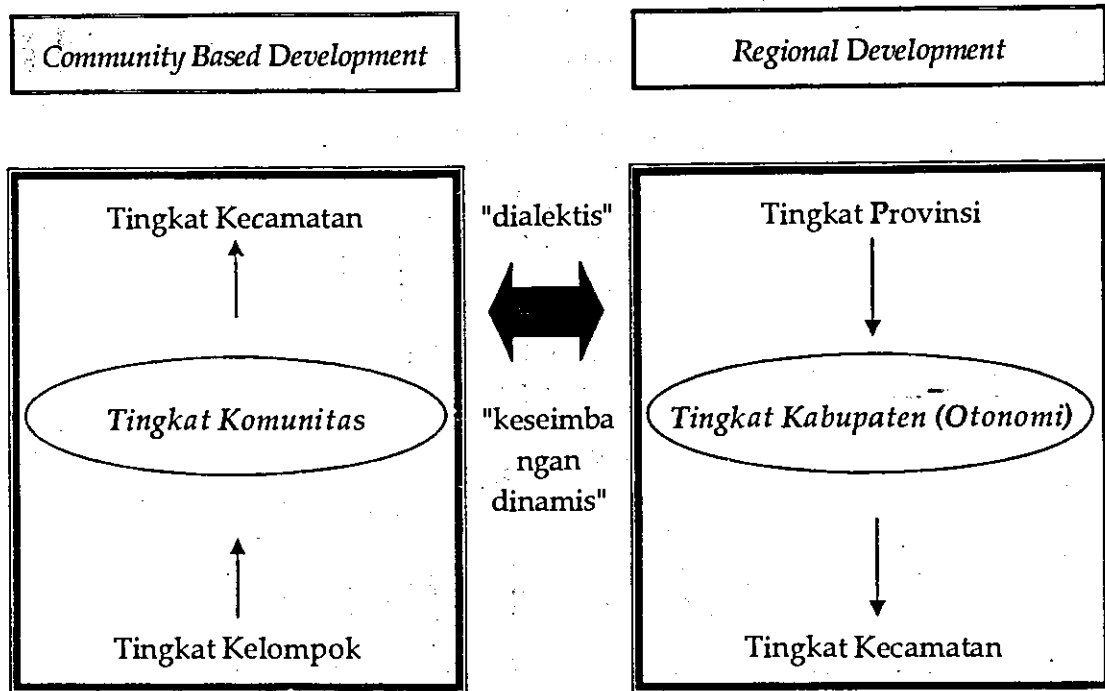 Community Based Development
Regional Development
Tingkat Kecamatan
Tingkat Komunitas
Tingkat Kelompok
"dialektis"
"keseimba
ngan
dinamis"
Tingkat Provinsi
Tingkat Kabupaten (Otonomi)
Tingkat Kecamatan